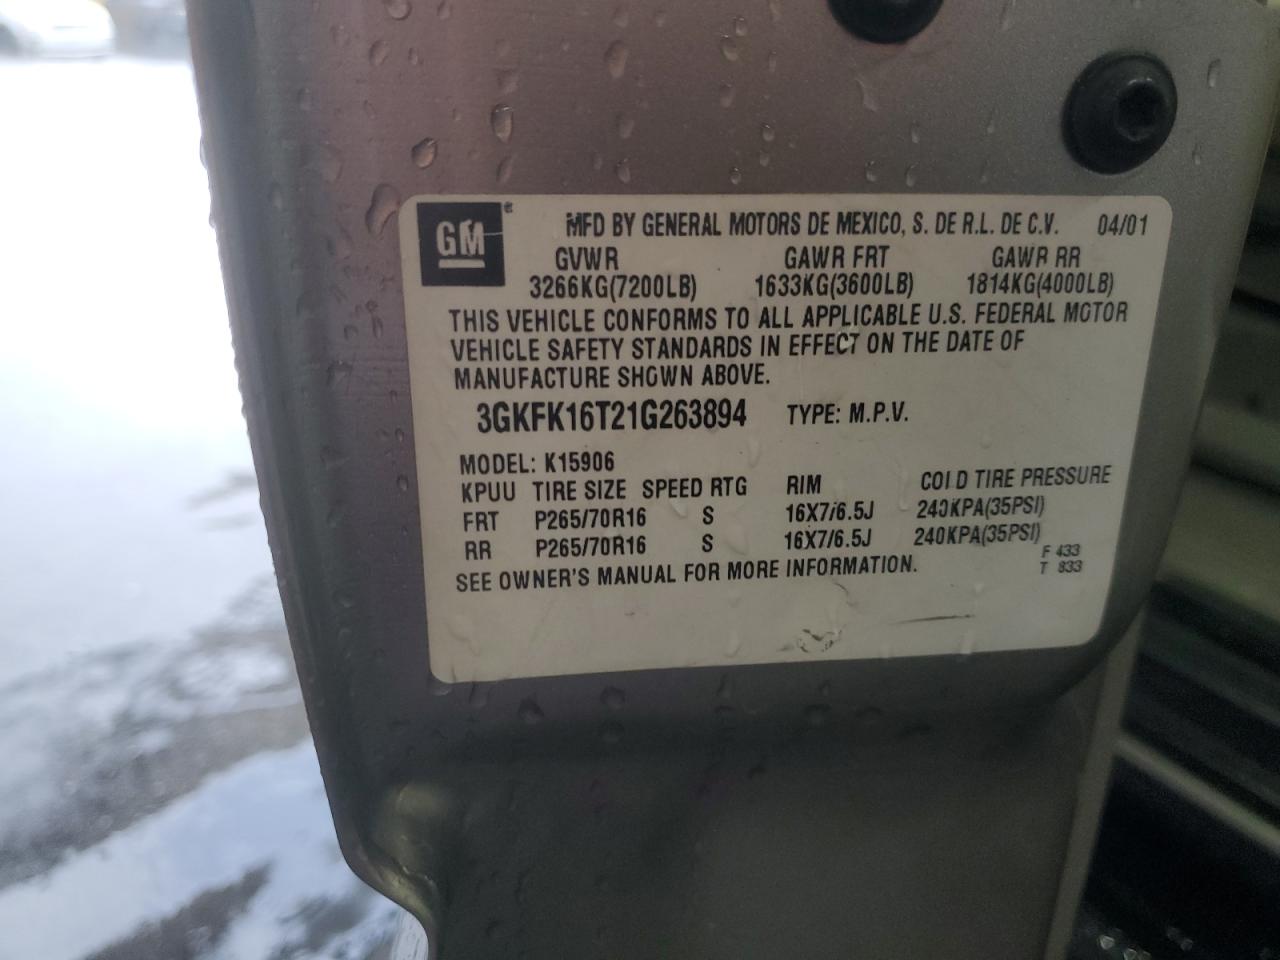 GM ® MFD BY GENERAL MOTORS DE MEXICO, S. DE R.L. DE C.V. 04/01
GVWR GAWR FRT GAWR RR
3266KG(7200LB) 1633KG(3600LB) 1814KG(4000LB)
THIS VEHICLE CONFORMS TO ALL APPLICABLE U.S. FEDERAL MOTOR
VEHICLE SAFETY STANDARDS IN EFFECT ON THE DATE OF
MANUFACTURE SHOWN ABOVE.
3GKFK16T21G263894 TYPE: M.P.V.
MODEL: K15906
KPUU TIRE SIZE SPEED RTG RIM COLD TIRE PRESSURE
FRT P265/70R16 S 16X7/6.5J 240KPA(35PSI)
RR P265/70R16 S 16X7/6.5J 240KPA(35PSI)
SEE OWNER'S MANUAL FOR MORE INFORMATION.
F 433
T 833